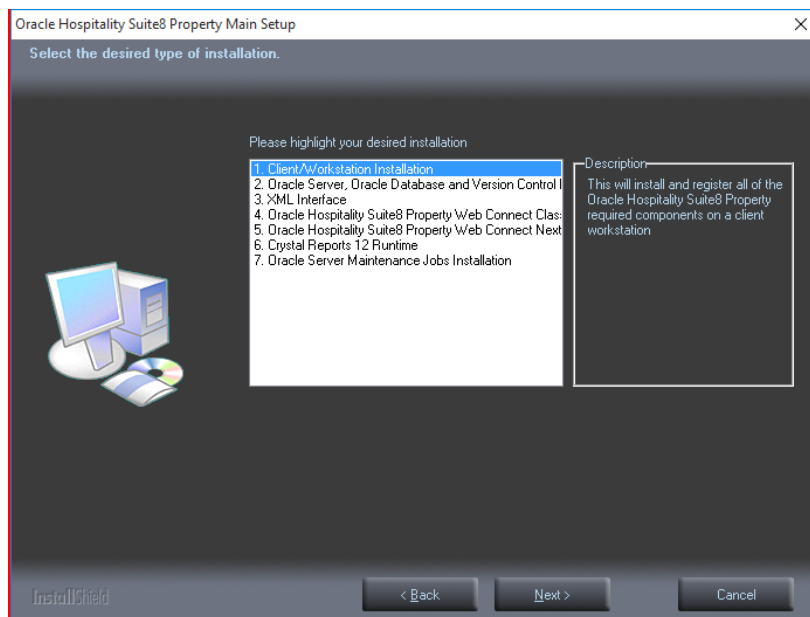 Oracle Hospitality Suite8 Property Main Setup
Select the desired type of installation.
Please highlight your desired installation
1. Client/Workstation Installation
2. Oracle Server, Oracle Database and Version Control I
3. XML Interface
4. Oracle Hospitality Suite8 Property Web Connect Clas
5. Oracle Hospitality Suite8 Property Web Connect Next
6. Crystal Reports 12 Runtime
7. Oracle Server Maintenance Jobs Installation
Description
This will install and register all of the
Oracle Hospitality Suite8 Property
required components on a client
workstation
InstallShield
< Back
Next >
Cancel